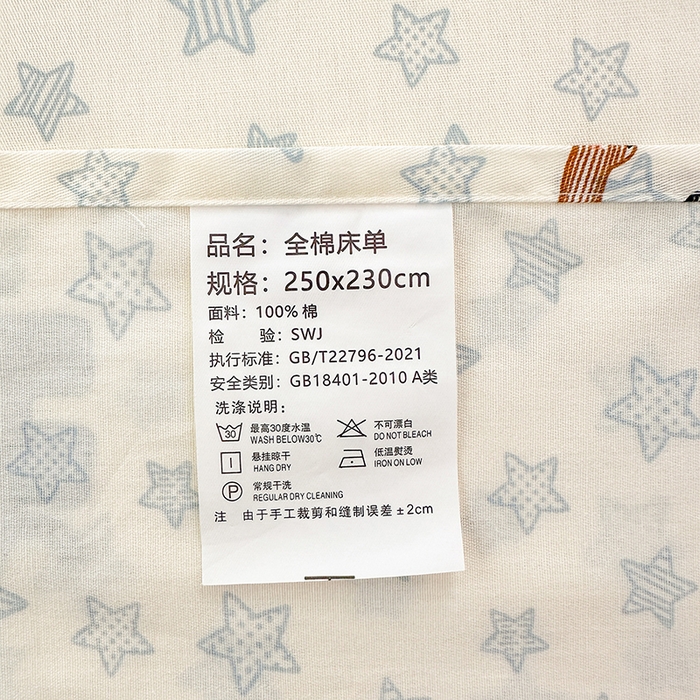 品名：全棉床单
规格：250x230cm
面料：100% 棉
检 验：SWJ
执行标准：GB/T22796-2021
安全类别：GB18401-2010 A类
洗涤说明：
30 最高30度水温 不可漂白
WASH BELOW30℃ DO NOT BLEACH
悬挂晾干 低温熨烫
HANG DRY IRON ON LOW
P 常规干洗
REGULAR DRY CLEANING
注 由于手工裁剪和缝制误差 ±2cm